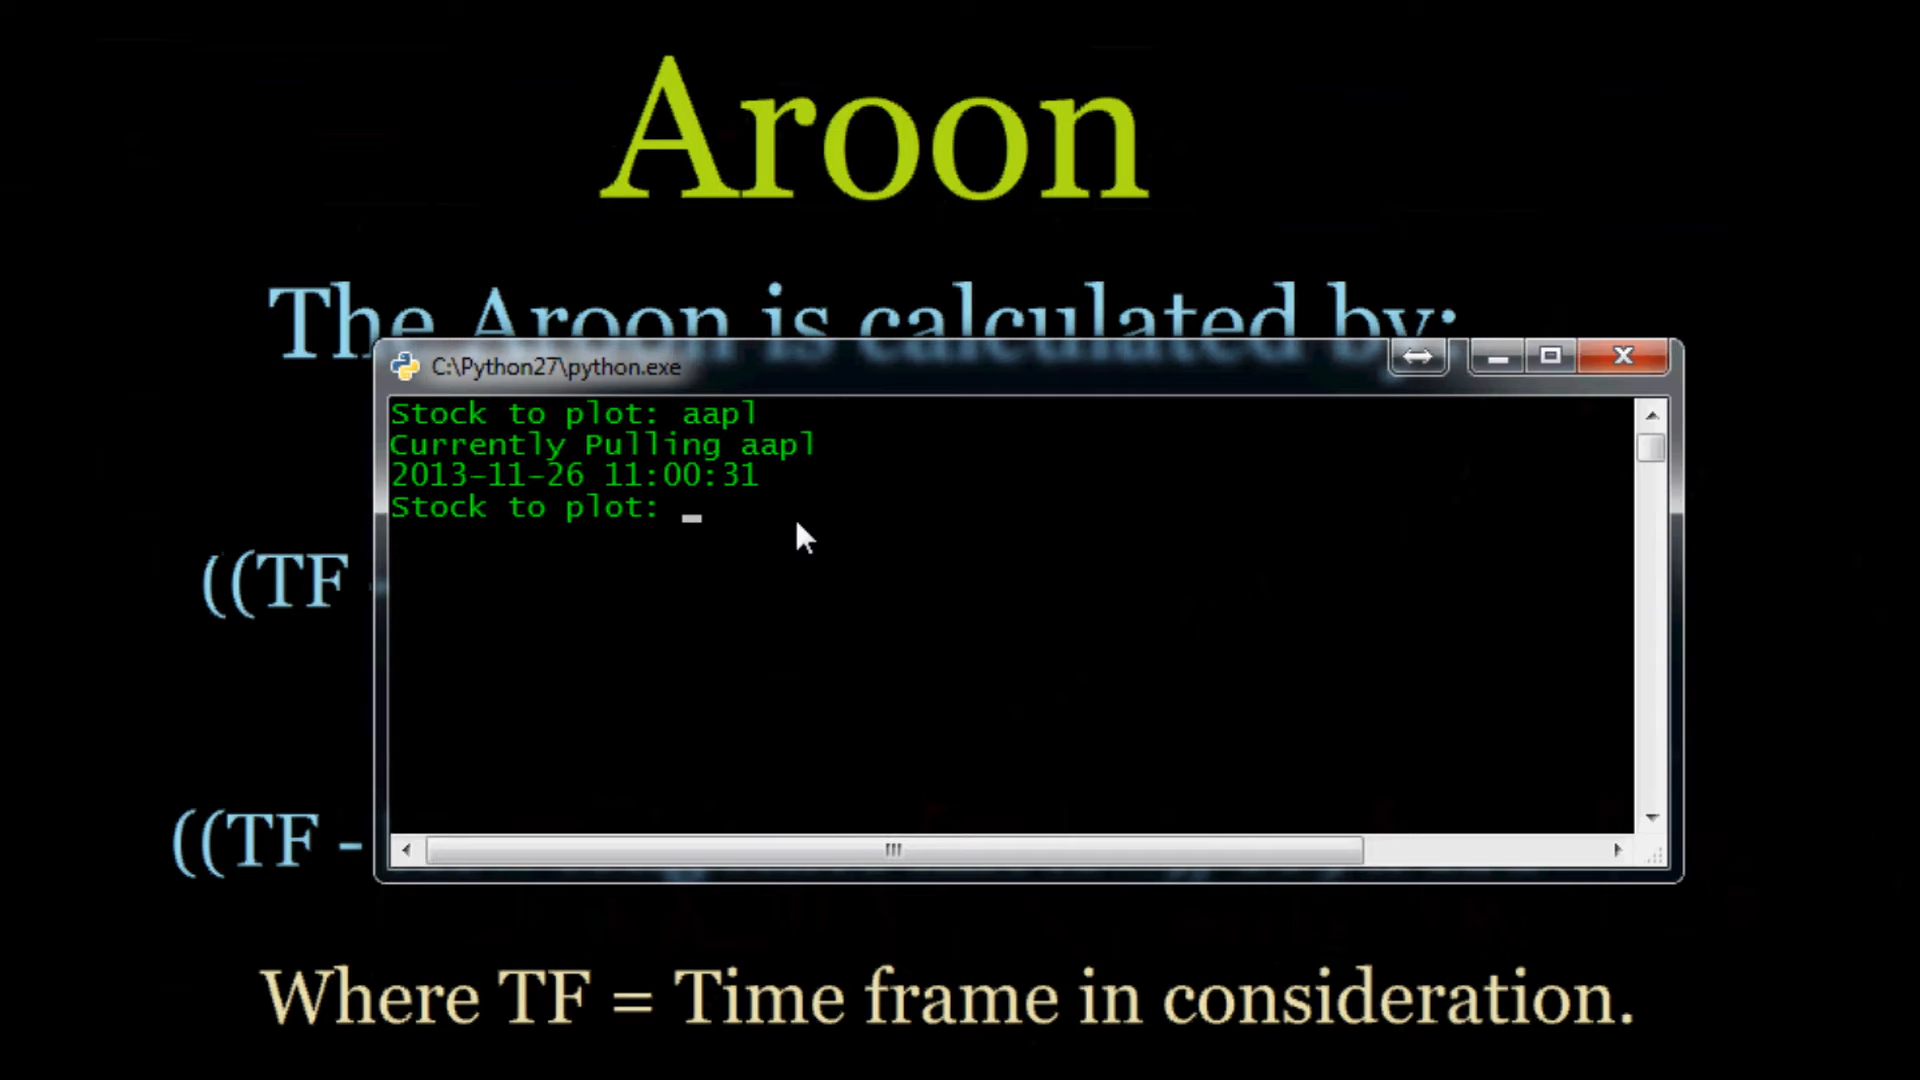 Aroon
The Aroon is calculated by:
C:\Python27\python.exe
Stock to plot: aapl
Currently Pulling aapl
2013-11-26 11:00:31
Stock to plot: _
((TF -
((TF -
Where TF = Time frame in consideration.